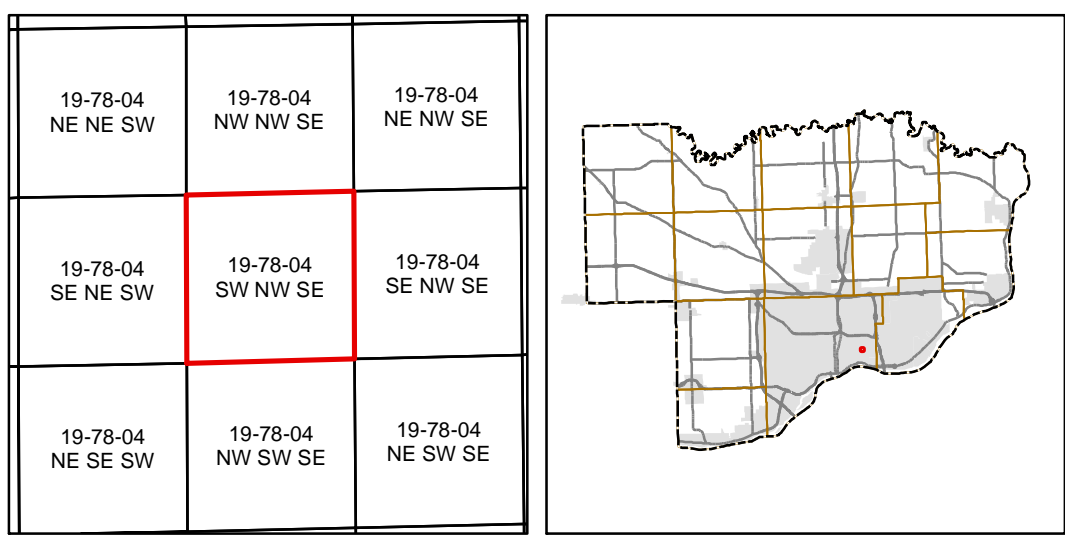 19-78-04
NE NE SW
19-78-04
NW NW SE
19-78-04
NE NW SE
19-78-04
SE NE SW
19-78-04
SW NW SE
19-78-04
SE NW SE
19-78-04
NE SE SW
19-78-04
NW SW SE
19-78-04
NE SW SE